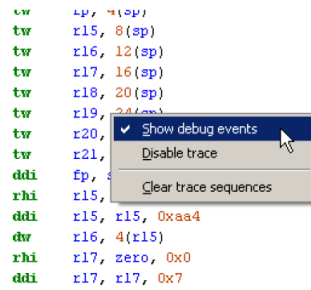 tw fp, 4(sp)
tw r15, 8(sp)
tw r16, 12(sp)
tw r17, 16(sp)
tw r18, 20(sp)
tw r19, 24(sp)
tw r20,
tw r21,
ddi fp, s
rhi r15,
ddi r15, r15, 0xaa4
dw r16, 4(r15)
rhi r17, zero, 0x0
ddi r17, r17, 0x7
Show debug events
Disable trace
Clear trace sequences